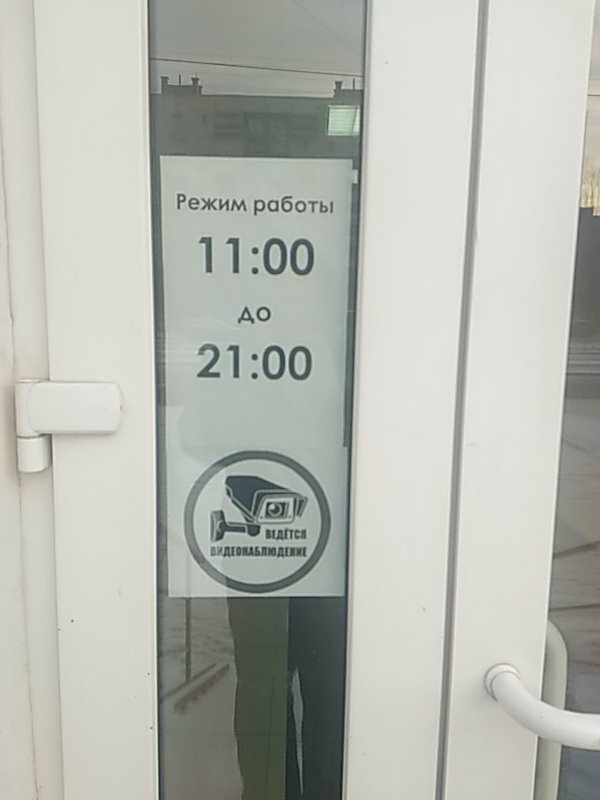 Режим работы
11:00
до
21:00
ВЕДЁТСЯ
ВИДЕОНАБЛЮДЕНИЕ